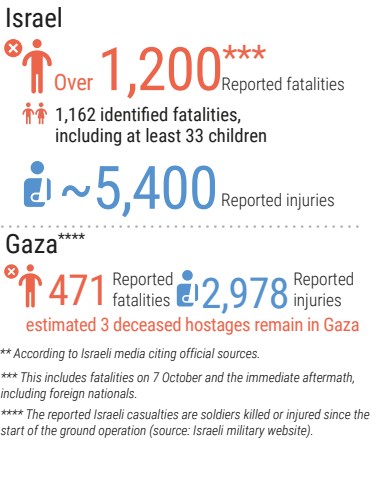 Israel
Over 1,200*** Reported fatalities
1,162 identified fatalities,
including at least 33 children
~5,400 Reported injuries
Gaza****
471 Reported fatalities 2,978 Reported injuries
estimated 3 deceased hostages remain in Gaza
** According to Israeli media citing official sources.
*** This includes fatalities on 7 October and the immediate aftermath,
including foreign nationals.
**** The reported Israeli casualties are soldiers killed or injured since the
start of the ground operation (source: Israeli military website).